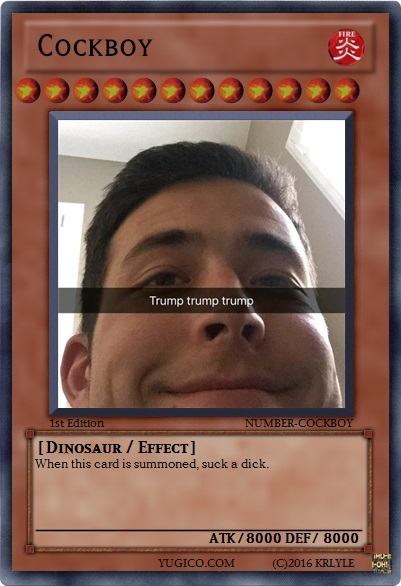 Cockboy
FIRE
炎
Trump trump trump
1st Edition
NUMBER-COCKBOY
[Dinosaur / Effect]
When this card is summoned, suck a dick.
ATK/8000 DEF/ 8000
YUGICO.COM
(C)2016 KRLYLE